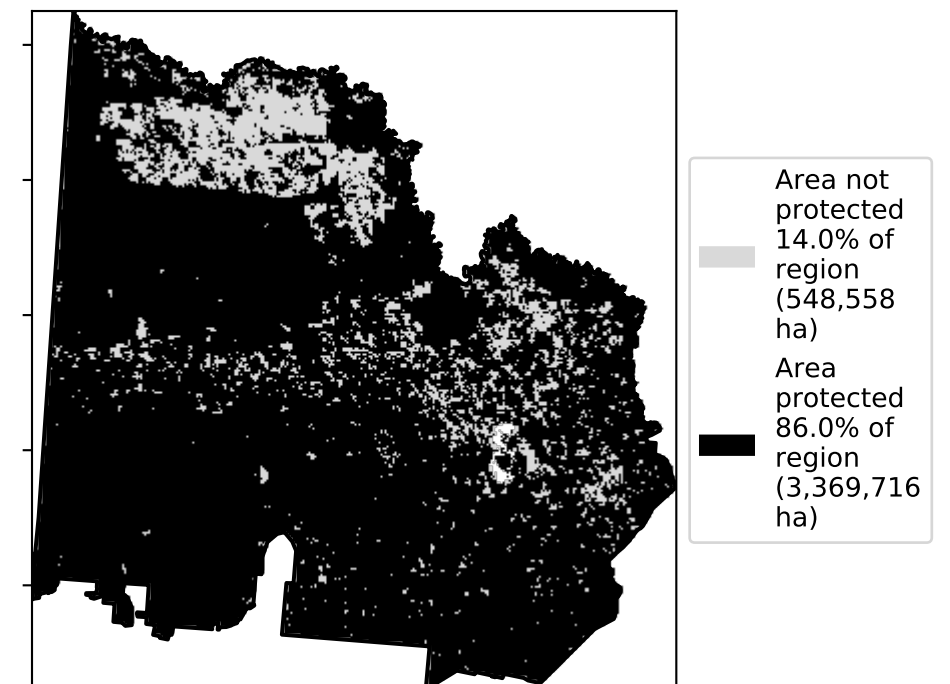 Area not
protected
14.0% of
region
(548,558
ha)
Area
protected
86.0% of
region
(3,369,716
ha)